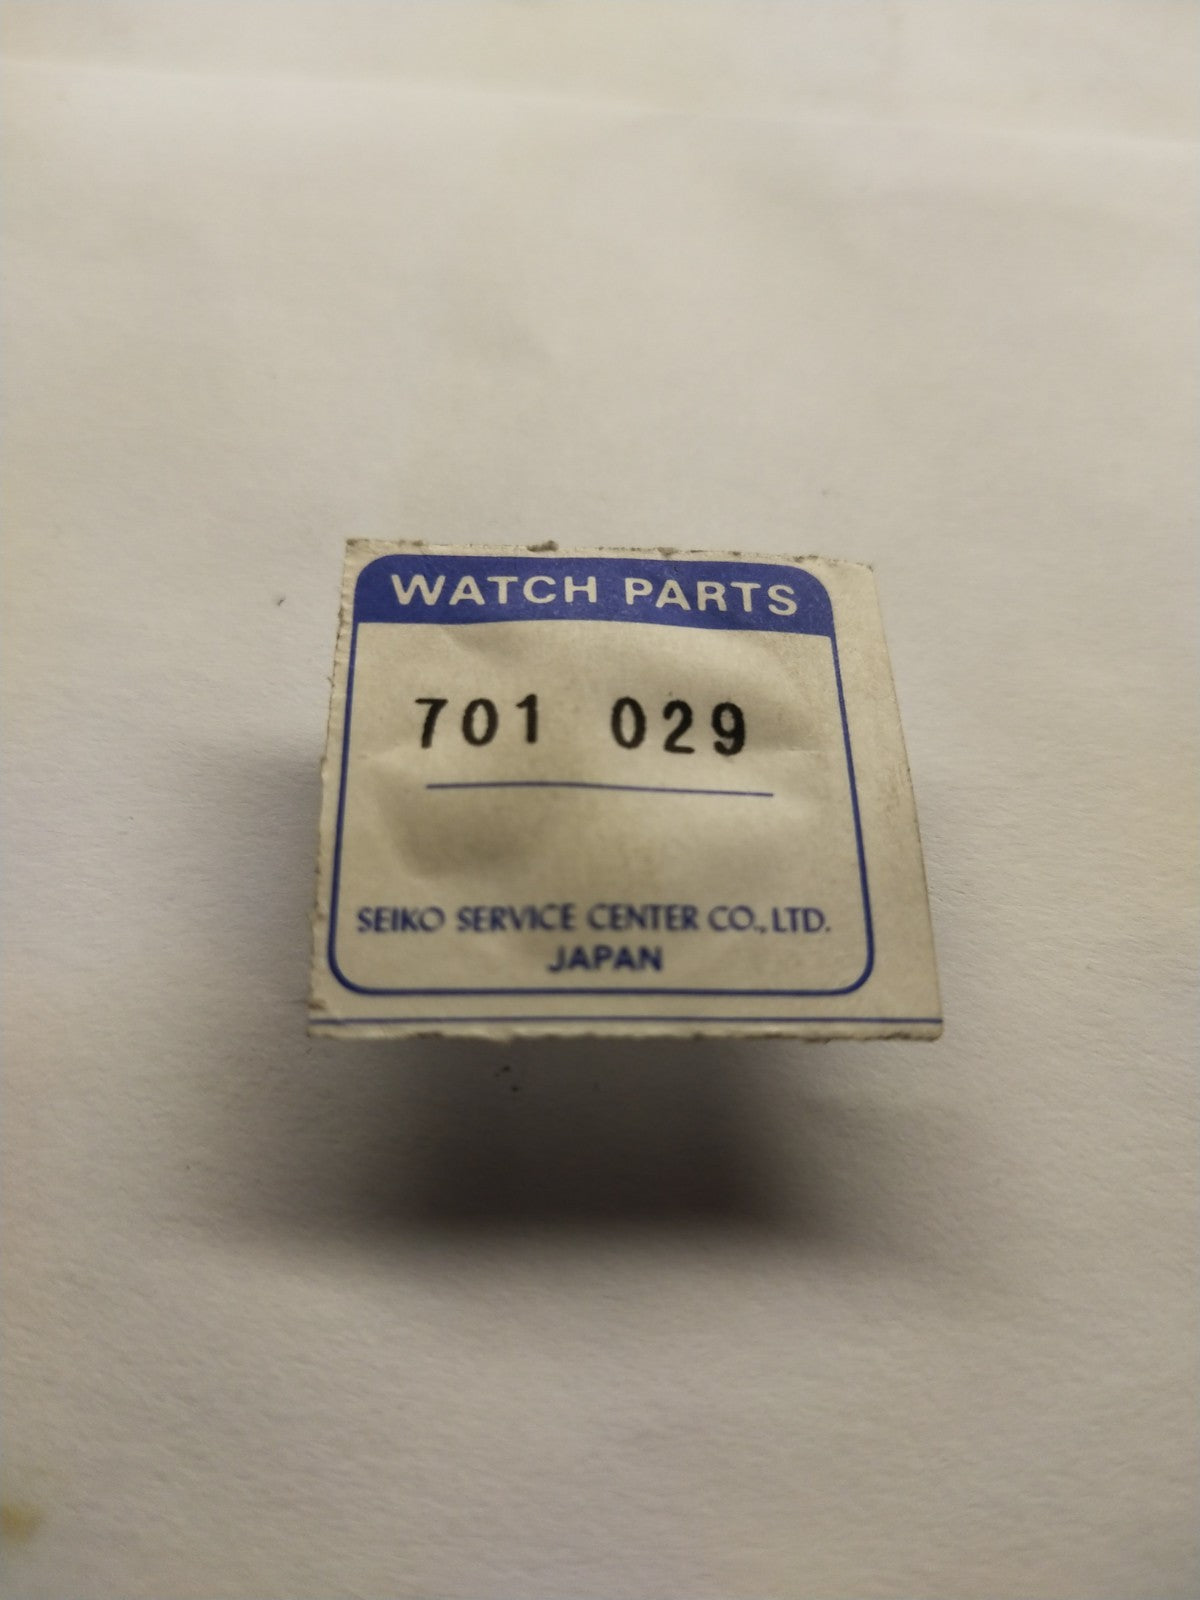 WATCH PARTS
701 029
SEIKO SERVICE CENTER CO., LTD.
JAPAN